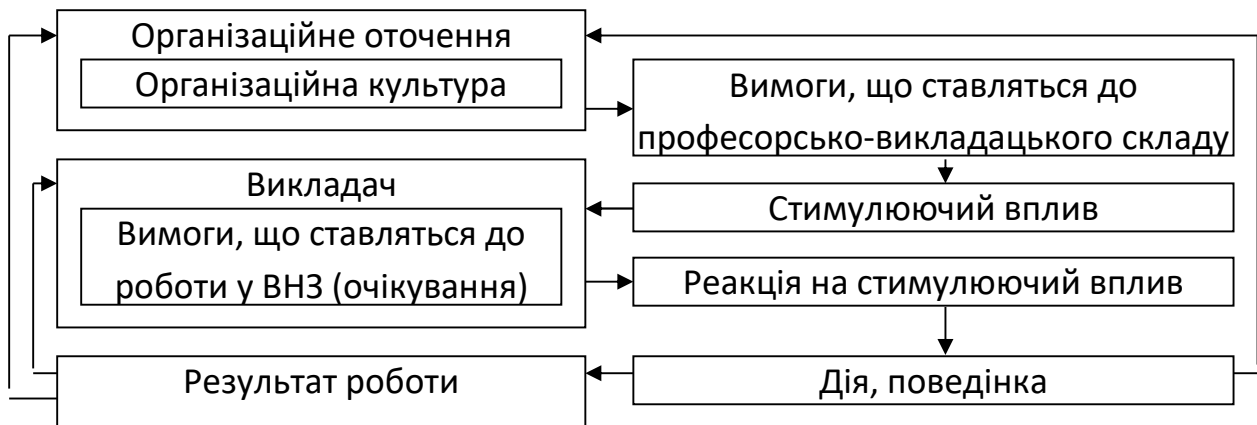 Організаційне оточення
Організаційна культура
Вимоги, що ставляться до
професорсько-викладацького складу
Викладач
Вимоги, що ставляться до
роботи у ВНЗ (очікування)
Стимулюючий вплив
Реакція на стимулюючий вплив
Результат роботи
Дія, поведінка